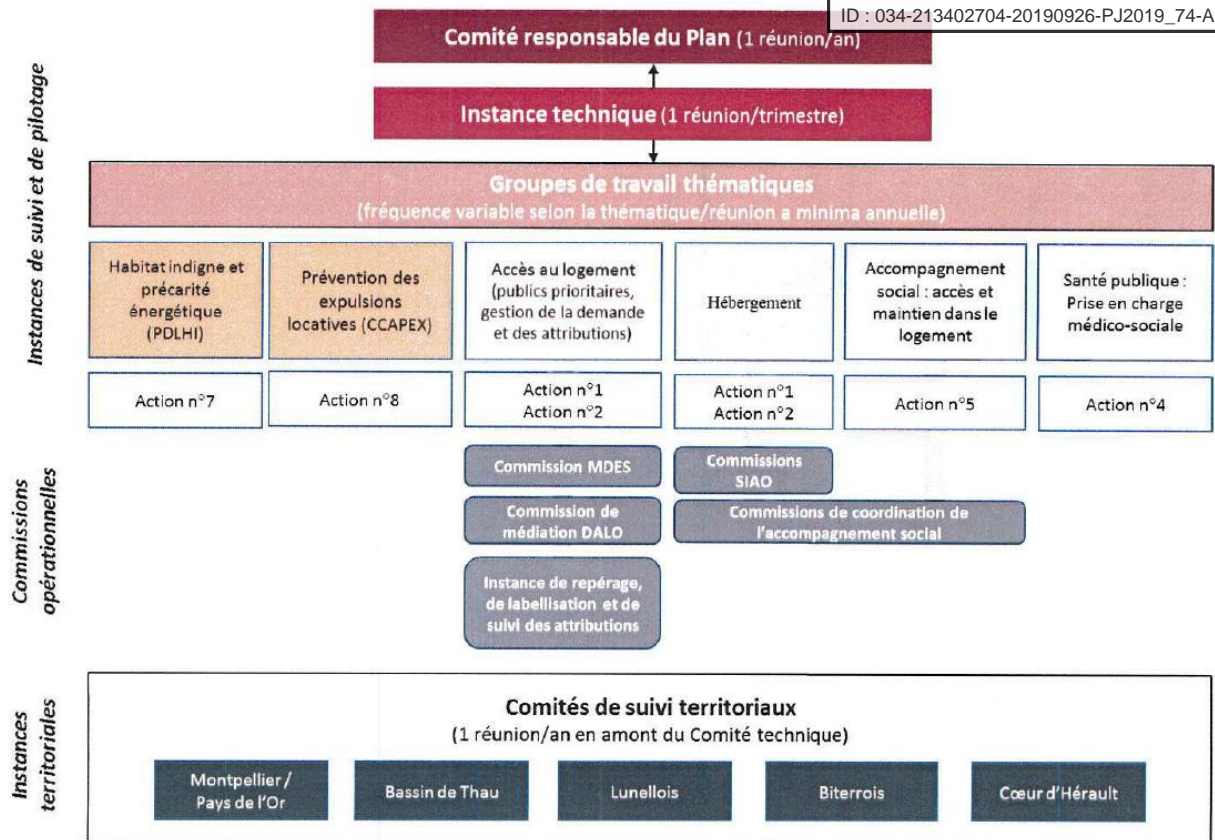 ID : 034-213402704-20190926-PJ2019_74-A
Comité responsable du Plan (1 réunion/an)
Instance technique (1 réunion/trimestre)
Instances de suivi et de pilotage
Groupes de travail thématiques
(fréquence variable selon la thématique/réunion a minima annuelle)
Habitat indigne et
précarité
énergétique
(PDLHI)
Prévention des
expulsions
locatives (CCAPEX)
Accès au logement
(publics prioritaires,
gestion de la demande
et des attributions)
Hébergement
Accompagnement
social : accès et
maintien dans le
logement
Santé publique :
Prise en charge
médico-sociale
Action n°7
Action n°8
Action n°1
Action n°2
Action n°1
Action n°2
Action n°5
Action n°4
Commissions
opérationnelles
Commission MDES
Commissions
SIAO
Commission de
médiation DALO
Commissions de coordination de
l'accompagnement social
Instance de repérage,
de labellisation et de
suivi des attributions
Instances
territoriales
Comités de suivi territoriaux
(1 réunion/an en amont du Comité technique)
Montpellier /
Pays de l'Or
Bassin de Thau
Lunellois
Biterrois
Cœur d'Hérault